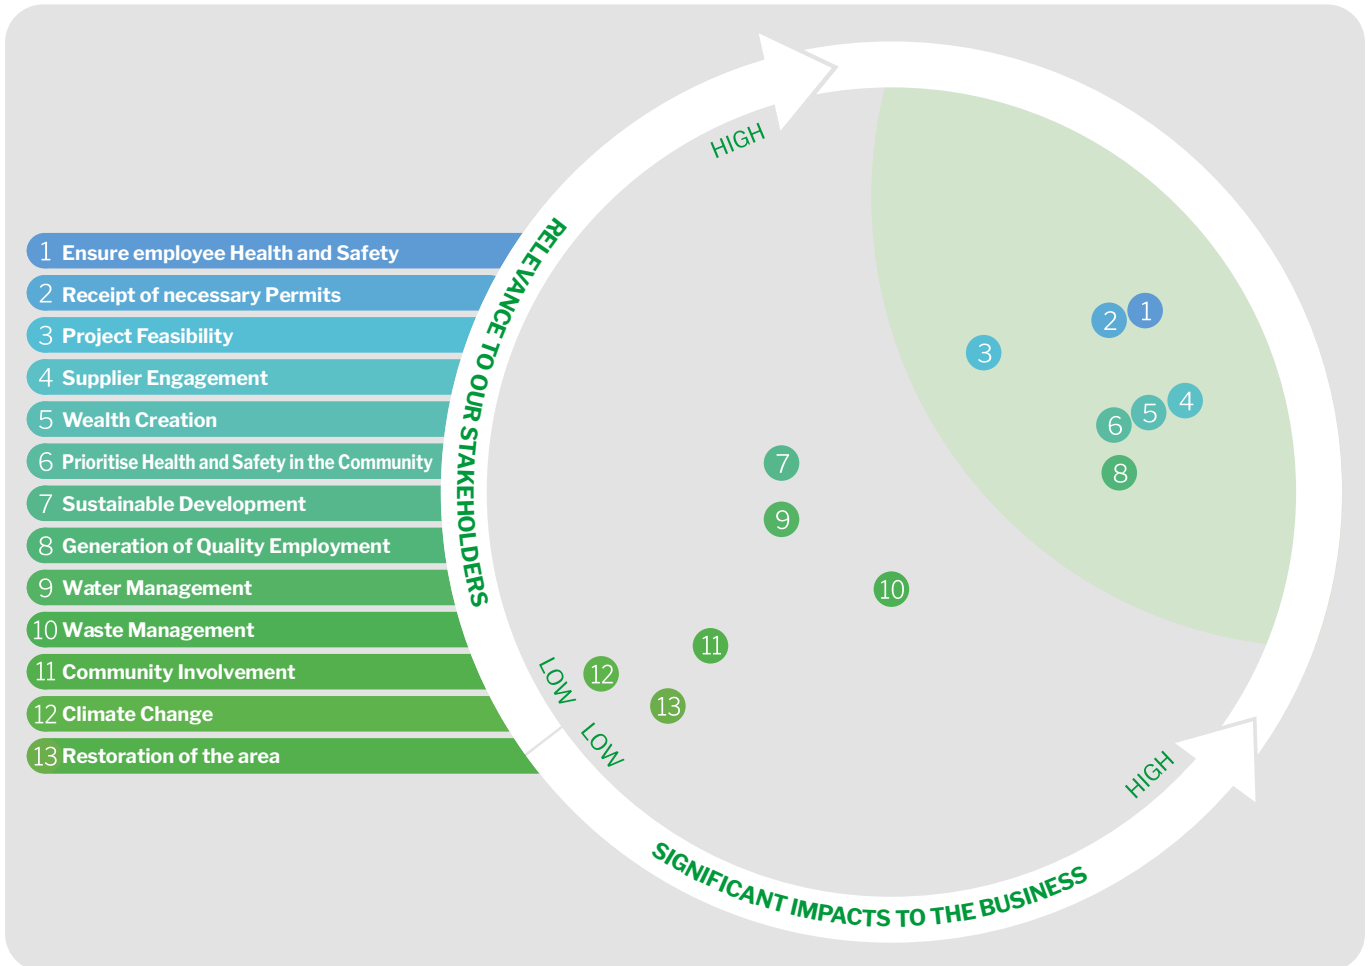 1 Ensure employee Health and Safety
2 Receipt of necessary Permits
3 Project Feasibility
4 Supplier Engagement
5 Wealth Creation
6 Prioritise Health and Safety in the Community
7 Sustainable Development
8 Generation of Quality Employment
9 Water Management
10 Waste Management
11 Community Involvement
12 Climate Change
13 Restoration of the area
RELEVANCE TO OUR STAKEHOLDERS
HIGH
LOW
LOW
HIGH
SIGNIFICANT IMPACTS TO THE BUSINESS
1
2
3
4
5
6
7
8
9
10
11
12
13